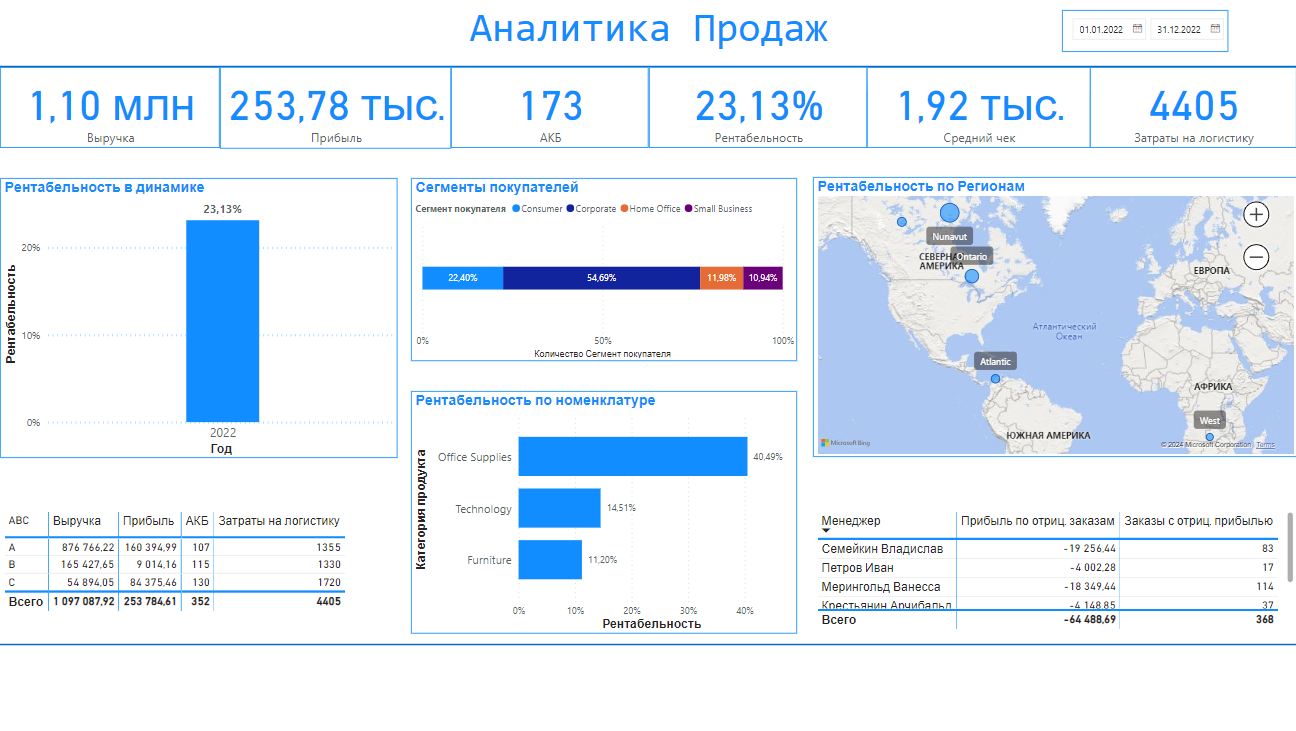 Аналитика Продаж
01.01.2022 31.12.2022
1,10 млн
Выручка
253,78 тыс.
Прибыль
173
АКБ
23,13%
Рентабельность
1,92 тыс.
Средний чек
4405
Затраты на логистику
Рентабельность в динамике
23,13%
20%
10%
0%
Рентабельность
2022
Год
Сегменты покупателей
Сегмент покупателя Consumer Corporate Home Office Small Business
22,40% 54,69% 11,98% 10,94%
0% 50% 100%
Количество Сегмент покупателя
Рентабельность по Регионам
Nunavut
Ontario
СЕВЕРНАЯ
АМЕРИКА
ЕВРОПА
Атлантический
Океан
Atlantic
АФРИКА
West
ЮЖНАЯ АМЕРИКА
Microsoft Bing
© 2024 Microsoft Corporation Terms
Рентабельность по номенклатуре
Категория продукта
Office Supplies 40,49%
Technology 14,51%
Furniture 11,20%
0% 10% 20% 30% 40%
Рентабельность
ABC Выручка Прибыль АКБ Затраты на логистику
A 876 766,22 160 394,99 107 1355
B 165 427,65 9 014,16 115 1330
C 54 894,05 84 375,46 130 1720
Всего 1 097 087,92 253 784,61 352 4405
Менеджер Прибыль по отриц. заказам Заказы с отриц. прибылью
Семейкин Владислав -19 256,44 83
Петров Иван -4 002,28 17
Мерингольд Ванесса -18 349,44 114
Крестьянин Арчибальд -4 148,85 37
Всего -64 488,69 368